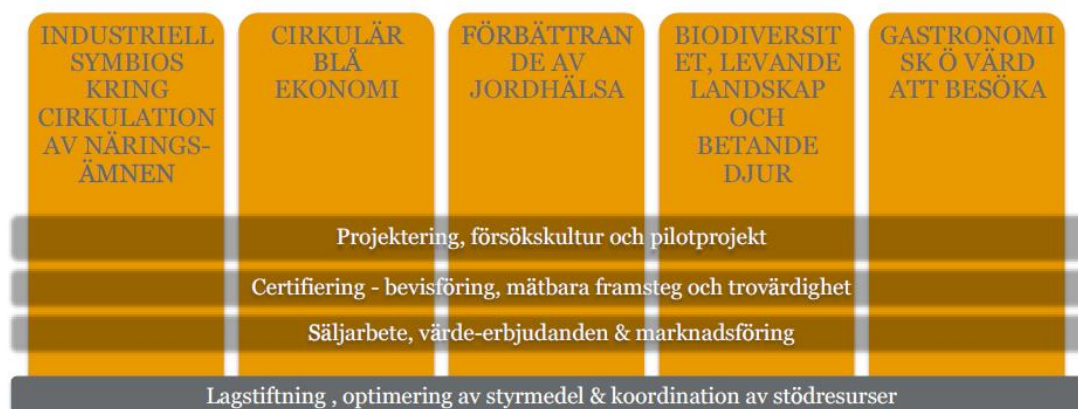 INDUSTRIELL
SYMBIOS
KRING
CIRKULATION
AV NÄRINGS-
ÄMNEN
CIRKULÄR
BLÅ
EKONOMI
FÖRBÄTTRAN
DE AV
JORDHÄLSA
BIODIVERSIT
ET, LEVANDE
LANDSKAP
OCH
BETANDE
DJUR
GASTRONOMI
SK Ö VÄRD
ATT BESÖKA
Projektering, försökskultur och pilotprojekt
Certifiering - bevisföring, mätbara framsteg och trovärdighet
Säljarbete, värde-erbjudanden & marknadsföring
Lagstiftning , optimering av styrmedel & koordination av stödresurser